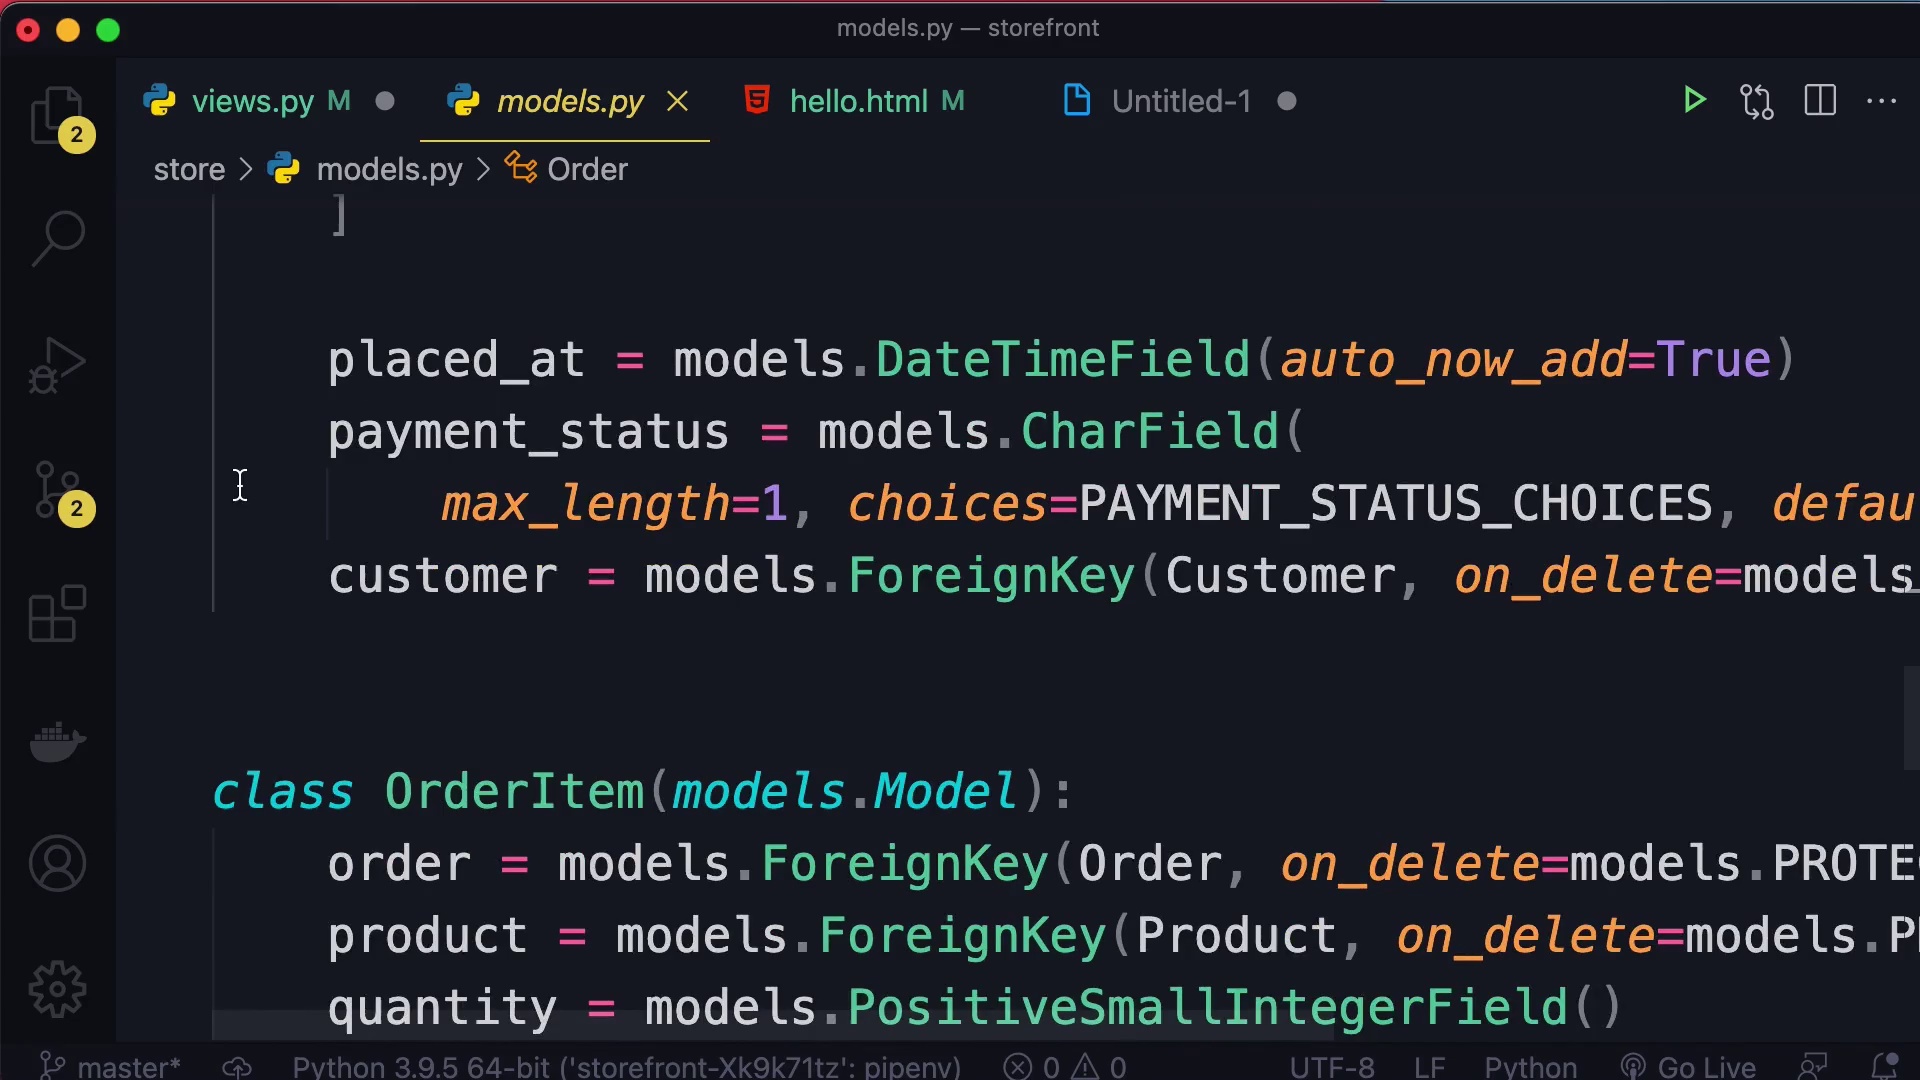 models.py — storefront
views.py M
models.py
hello.html M
Untitled-1
store > models.py > Order
2
]
placed_at = models.DateTimeField(auto_now_add=True)
payment_status = models.CharField(
max_length=1, choices=PAYMENT_STATUS_CHOICES, defau
2
customer = models.ForeignKey(Customer, on_delete=models.
class OrderItem(models.Model):
order = models.ForeignKey(Order, on_delete=models.PROTE
product = models.ForeignKey(Product, on_delete=models.P
quantity = models.PositiveSmallIntegerField()
master* Python 3.9.5 64-bit ('storefront-Xk9k71tz': pipenv) 0 0 UTF-8 LF Python Go Live